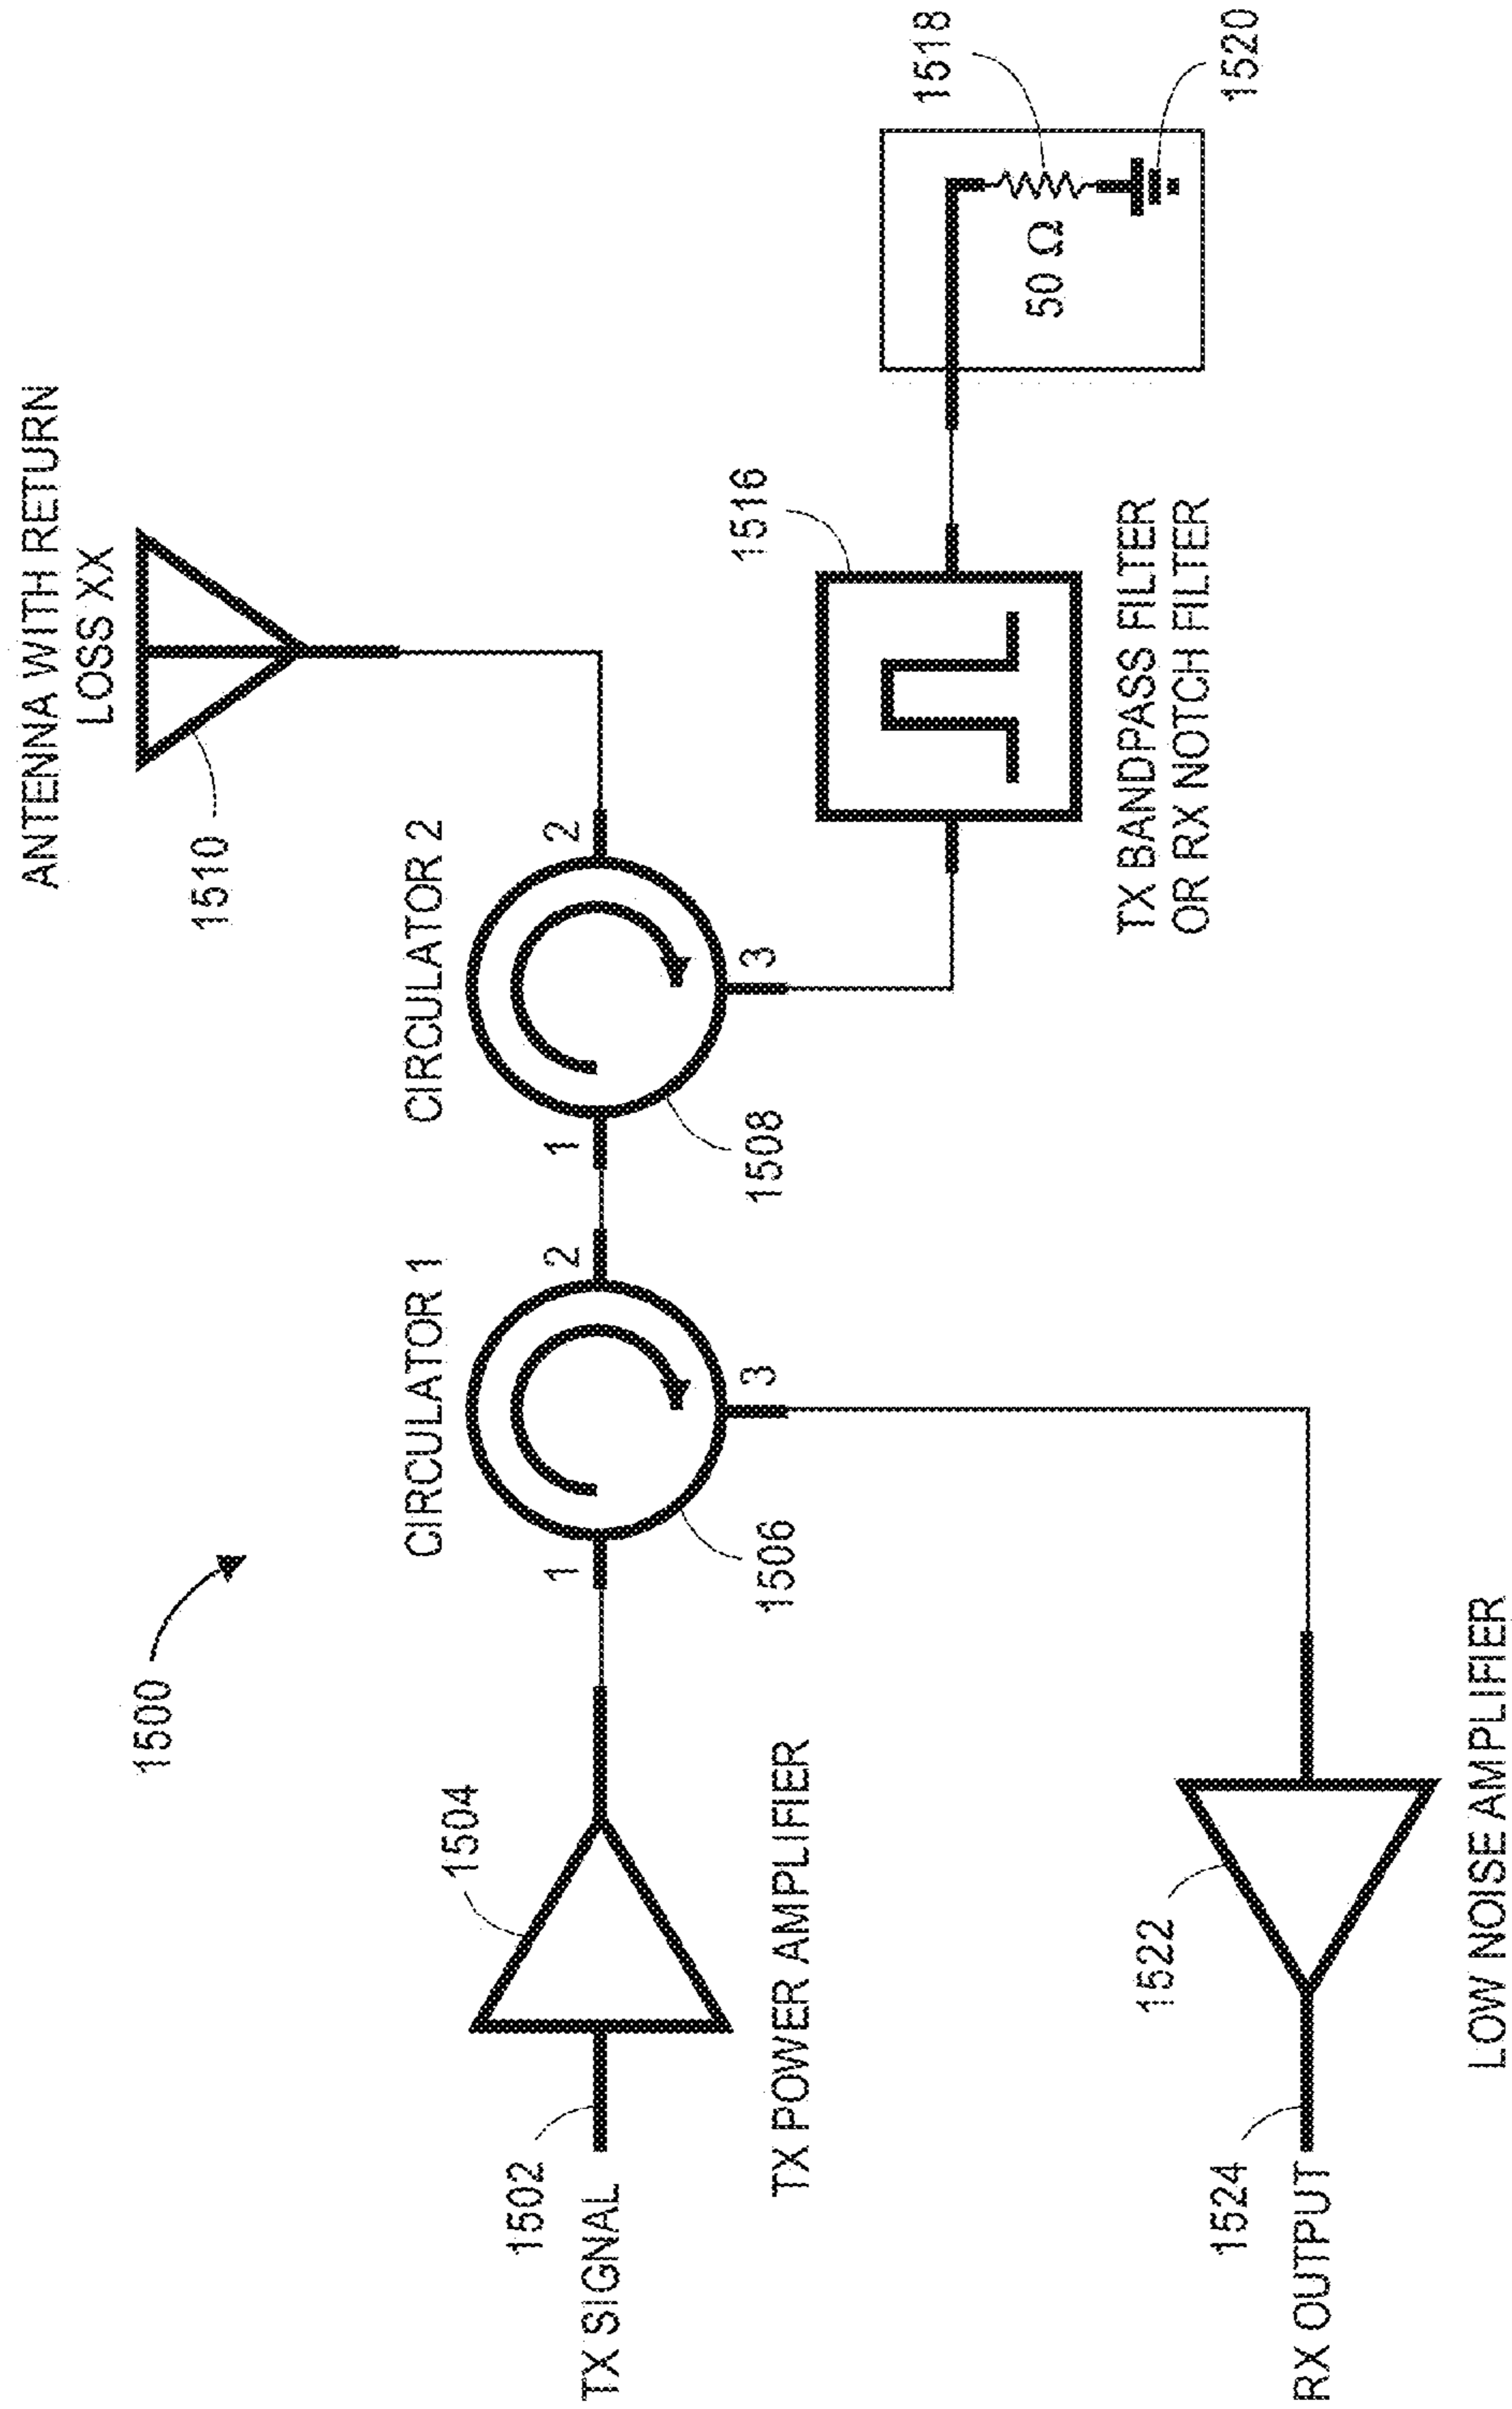 1500
ANTENNA WITH RETURN
LOSS XX
1510
CIRCULATOR 1
CIRCULATOR 2
1504
1502
TX SIGNAL
TX POWER AMPLIFIER
1
2
3
1506
1
2
3
1508
1516
TX BANDPASS FILTER
OR RX NOTCH FILTER
50 Ω
1518
1520
1522
1524
RX OUTPUT
LOW NOISE AMPLIFIER